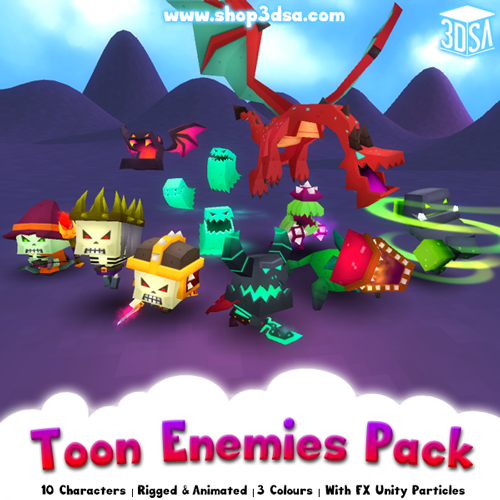 www.shop3dsa.com
3DSA
Toon Enemies Pack
10 Characters | Rigged & Animated | 3 Colours | With FX Unity Particles